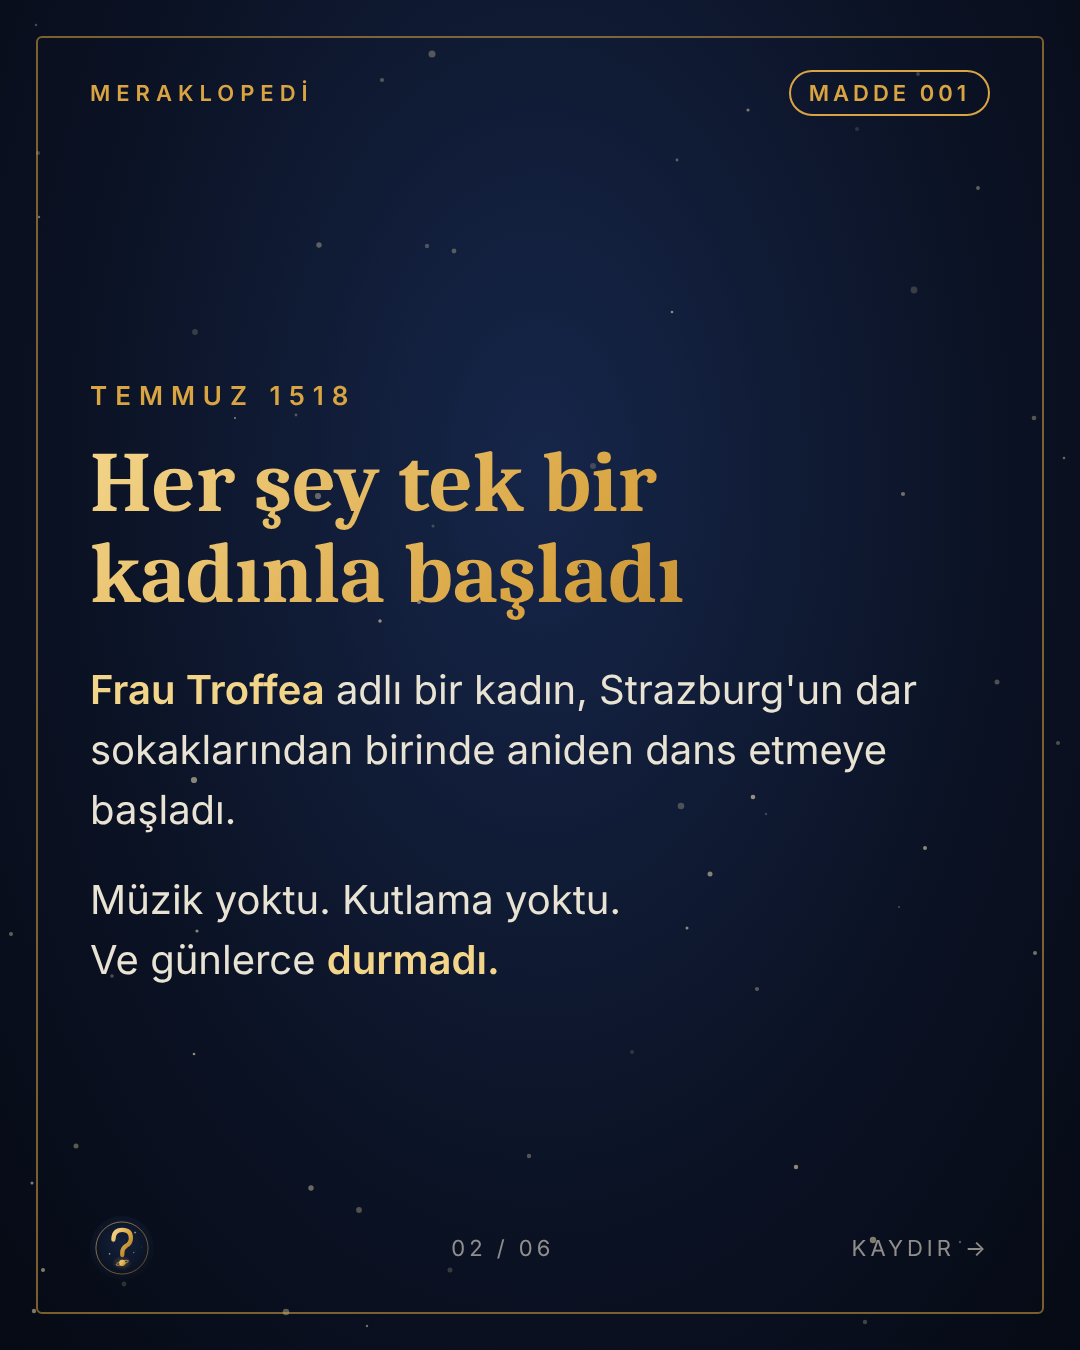 MERAKLOPEDİ
MADDE 001
TEMMUZ 1518
Her şey tek bir
kadınla başladı
Frau Troffea adlı bir kadın, Strazburg'un dar
sokaklarından birinde aniden dans etmeye
başladı.
Müzik yoktu. Kutlama yoktu.
Ve günlerce durmadı.
?
02 / 06
KAYDIR →